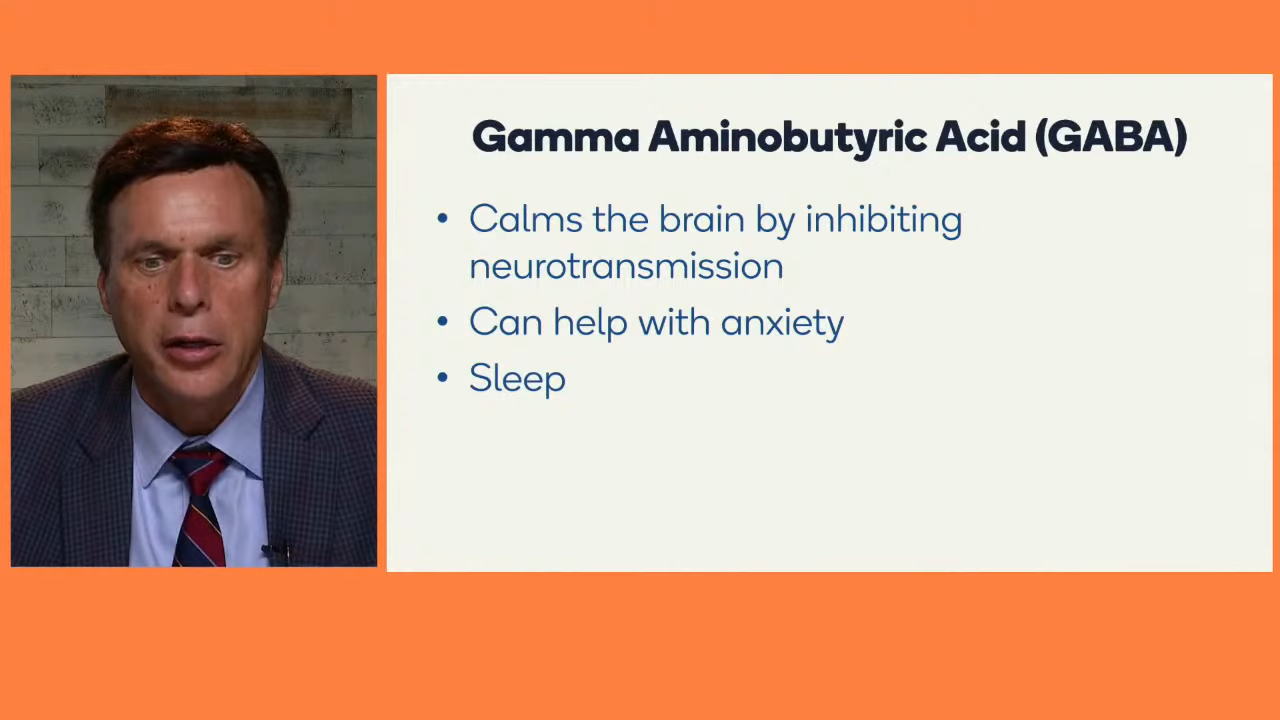 Gamma Aminobutyric Acid (GABA)
• Calms the brain by inhibiting
neurotransmission
• Can help with anxiety
• Sleep